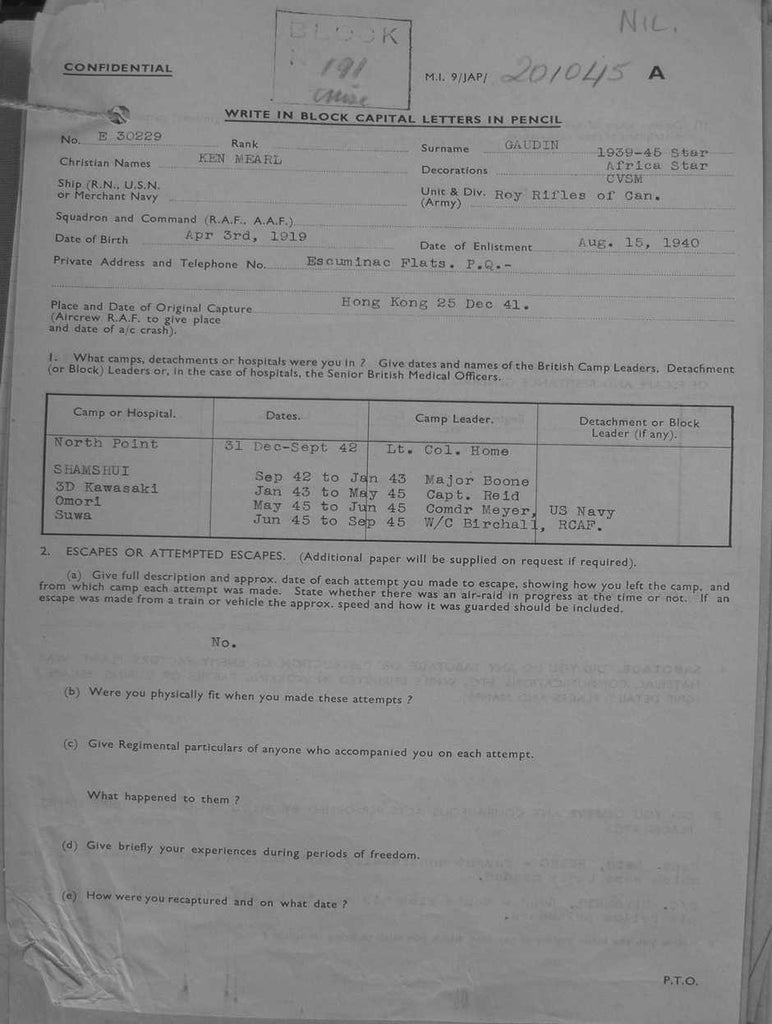 NIL.
BLOCK
191
CONFIDENTIAL
M.I. 9/JAP/ 201045 A
WRITE IN BLOCK CAPITAL LETTERS IN PENCIL
No. E 30229 Rank Surname GAUDIN
Christian Names KEN MEARL Decorations 1939-45 Star
Africa Star
CVSM
Ship (R.N., U.S.N.
or Merchant Navy
Unit & Div. Roy Rifles of Can.
(Army)
Squadron and Command (R.A.F., A.A.F.)
Date of Birth Apr 3rd, 1919 Date of Enlistment Aug. 15, 1940
Private Address and Telephone No. Escuminac Flats. P.Q.-
Place and Date of Original Capture Hong Kong 25 Dec 41.
(Aircrew R.A.F. to give place
and date of a/c crash).
1. What camps, detachments or hospitals were you in ? Give dates and names of the British Camp Leaders, Detachment
(or Block) Leaders or, in the case of hospitals, the Senior British Medical Officers.
Camp or Hospital. Dates. Camp Leader. Detachment or Block
Leader (if any).
North Point 31 Dec-Sept 42 Lt. Col. Home
SHAMSHUI Sep 42 to Jan 43 Major Boone
3D Kawasaki Jan 43 to May 45 Capt. Reid
Omori May 45 to Jun 45 Comdr Meyer, US Navy
Suwa Jun 45 to Sep 45 W/C Birchall, RCAF.
2. ESCAPES OR ATTEMPTED ESCAPES. (Additional paper will be supplied on request if required).
(a) Give full description and approx. date of each attempt you made to escape, showing how you left the camp, and
from which camp each attempt was made. State whether there was an air-raid in progress at the time or not. If an
escape was made from a train or vehicle the approx. speed and how it was guarded should be included.
No.
(b) Were you physically fit when you made these attempts ?
(c) Give Regimental particulars of anyone who accompanied you on each attempt.
What happened to them ?
(d) Give briefly your experiences during periods of freedom.
(e) How were you recaptured and on what date ?
P.T.O.